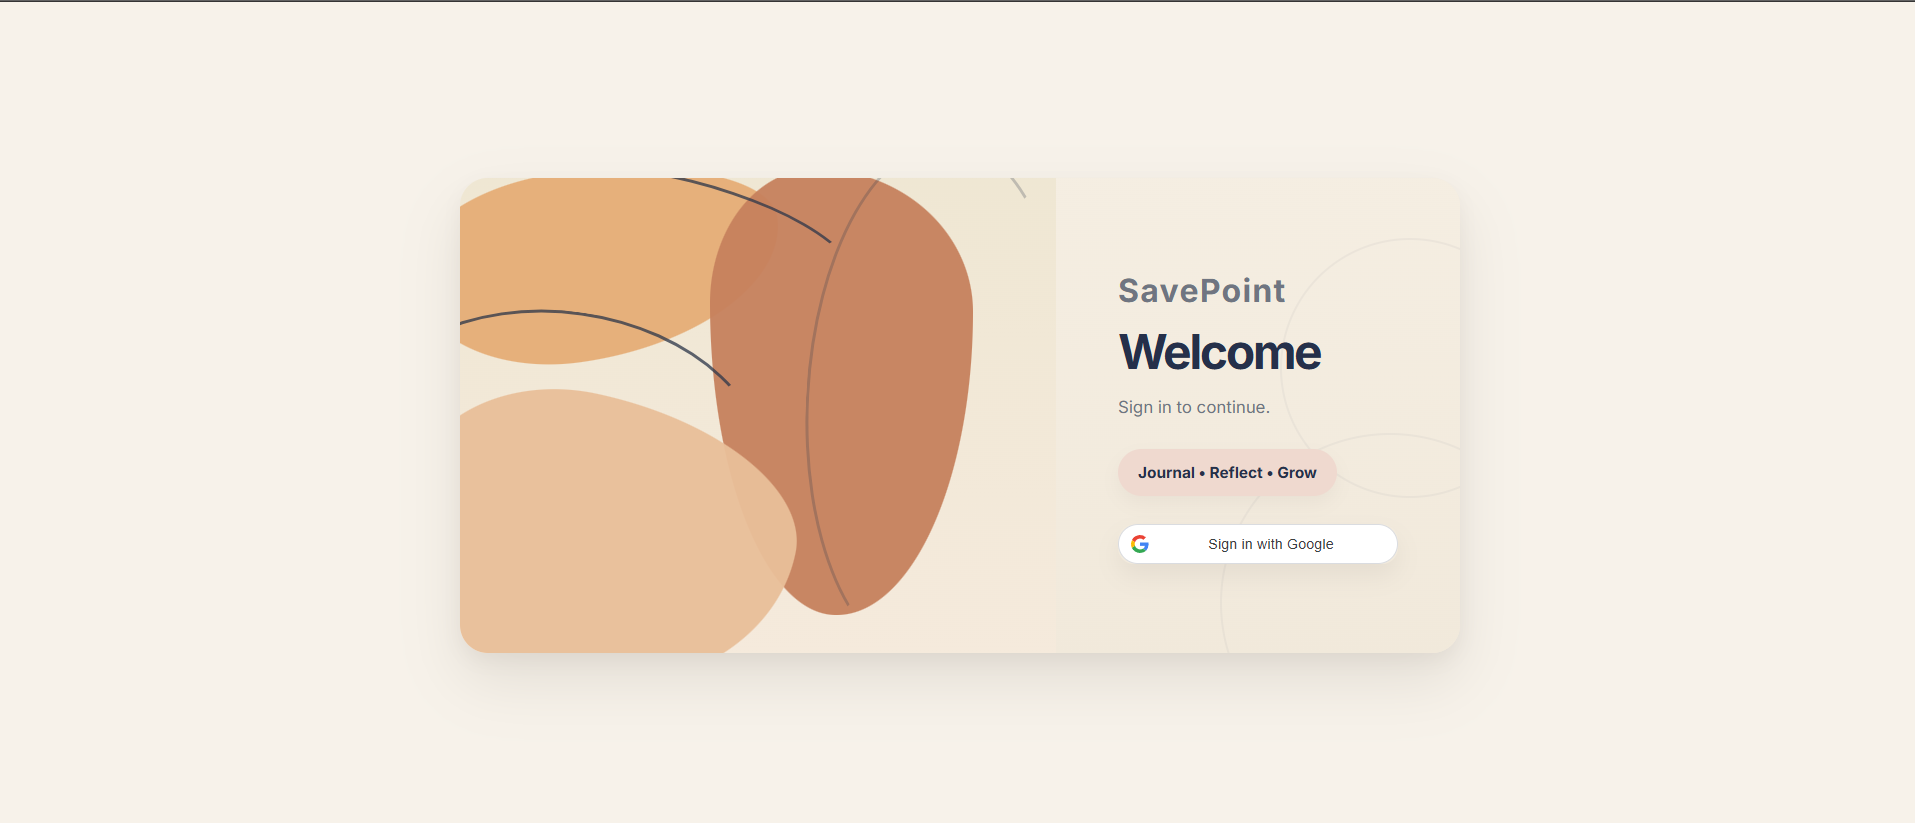 SavePoint
Welcome
Sign in to continue.
Journal • Reflect • Grow
Sign in with Google